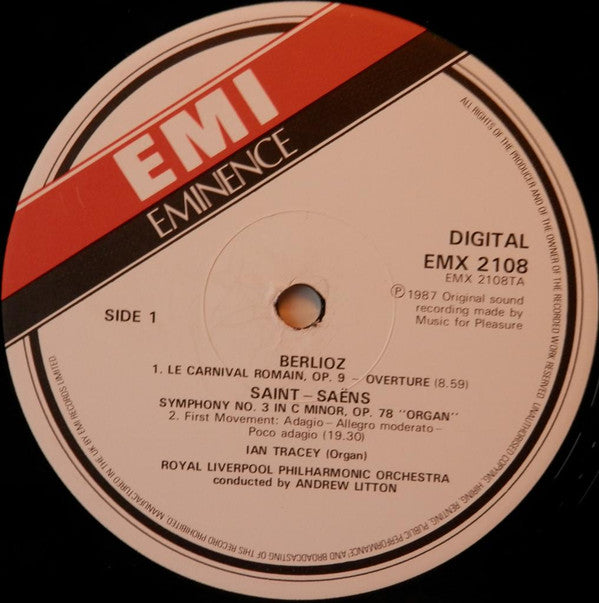 EMI
EMINENCE
DIGITAL
EMX 2108
EMX 2108TA
SIDE 1
Ⓟ 1987 Original sound
recording made by
Music for Pleasure
BERLIOZ
1. LE CARNIVAL ROMAIN, OP. 9 – OVERTURE (8.59)
SAINT–SAËNS
SYMPHONY NO. 3 IN C MINOR, OP. 78 "ORGAN"
2. First Movement: Adagio – Allegro moderato –
Poco adagio (19.30)
IAN TRACEY (Organ)
ROYAL LIVERPOOL PHILHARMONIC ORCHESTRA
conducted by ANDREW LITTON
ALL RIGHTS OF THE PRODUCER AND OF THE OWNER OF THE RECORDED WORK RESERVED. UNAUTHORISED COPYING, HIRING, RENTING, PUBLIC PERFORMANCE AND BROADCASTING OF THIS RECORD PROHIBITED. MANUFACTURED IN THE UK BY EMI RECORDS LIMITED